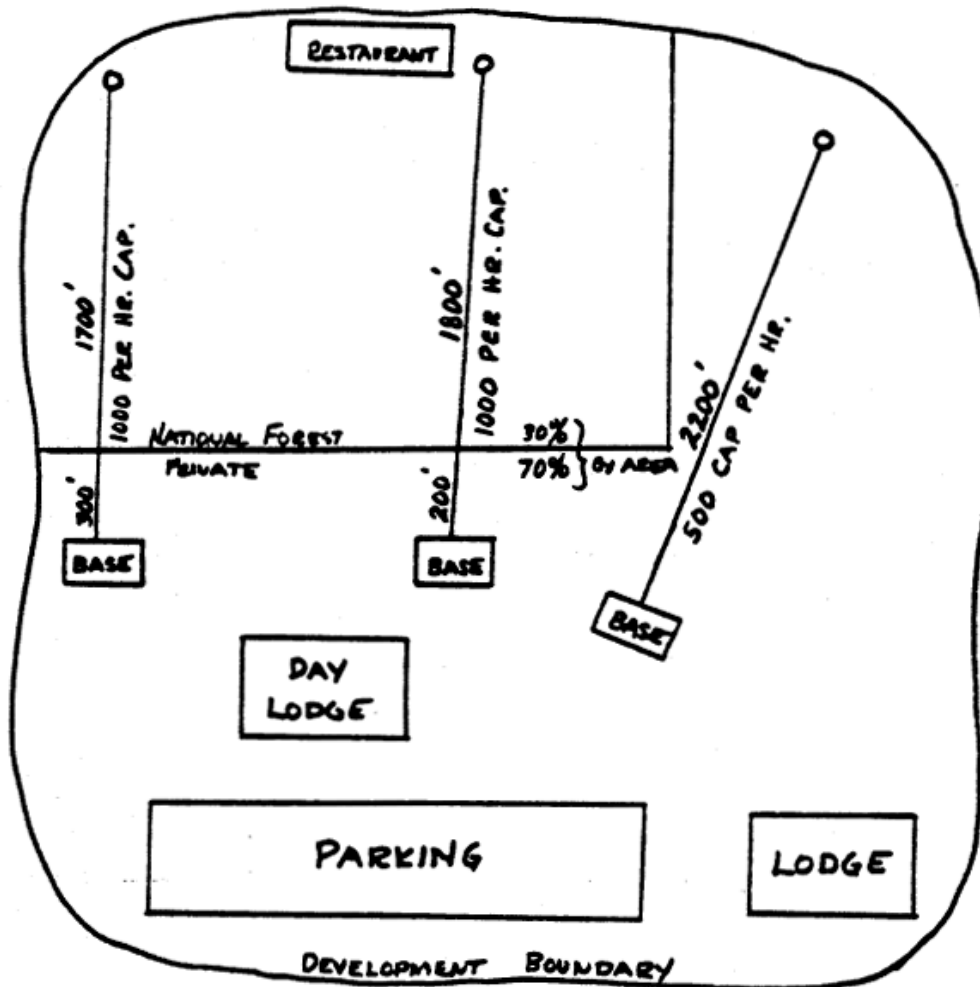 RESTAURANT
1700'
1000 PER HR. CAP.
1800'
1000 PER HR. CAP.
2200'
500 CAP PER HR.
NATIONAL FOREST
PRIVATE
30%
70%
BY AREA
300'
200'
BASE
BASE
BASE
DAY
LODGE
PARKING
LODGE
DEVELOPMENT BOUNDARY